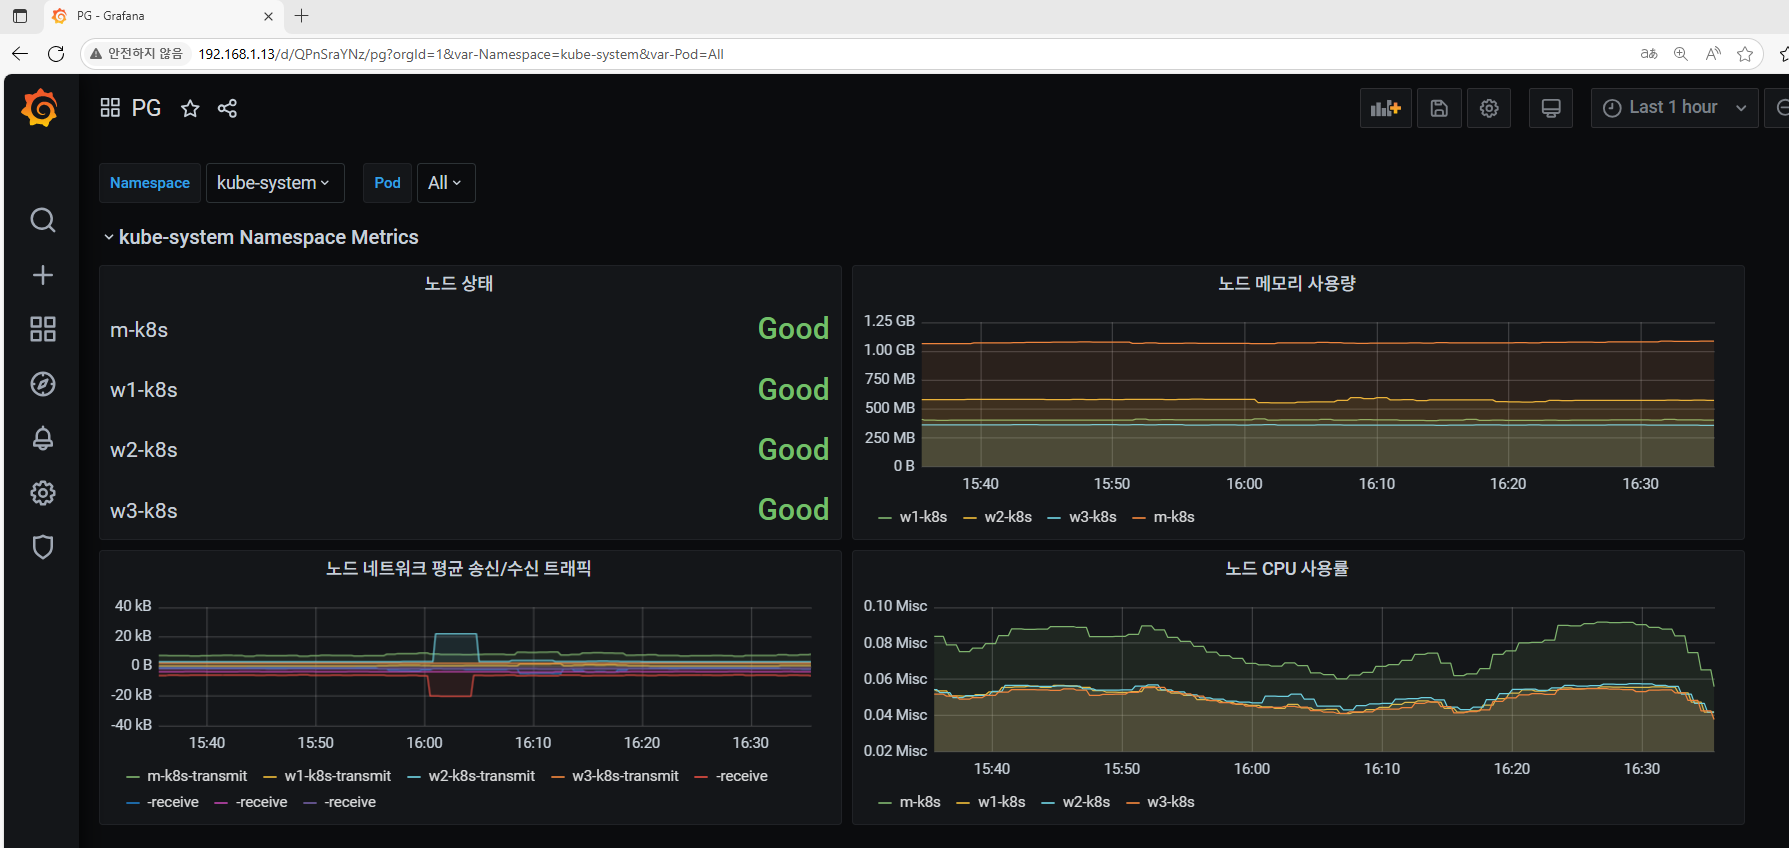 PG - Grafana
안전하지 않음 192.168.1.13/d/QPnSraYNz/pg?orgId=1&var-Namespace=kube-system&var-Pod=All
PG
Last 1 hour
Namespace kube-system Pod All
kube-system Namespace Metrics
노드 상태
m-k8s Good
w1-k8s Good
w2-k8s Good
w3-k8s Good
노드 메모리 사용량
1.25 GB
1.00 GB
750 MB
500 MB
250 MB
0 B
15:40 15:50 16:00 16:10 16:20 16:30
w1-k8s w2-k8s w3-k8s m-k8s
노드 네트워크 평균 송신/수신 트래픽
40 kB
20 kB
0 B
-20 kB
-40 kB
15:40 15:50 16:00 16:10 16:20 16:30
m-k8s-transmit w1-k8s-transmit w2-k8s-transmit w3-k8s-transmit -receive
-receive -receive -receive
노드 CPU 사용률
0.10 Misc
0.08 Misc
0.06 Misc
0.04 Misc
0.02 Misc
15:40 15:50 16:00 16:10 16:20 16:30
m-k8s w1-k8s w2-k8s w3-k8s